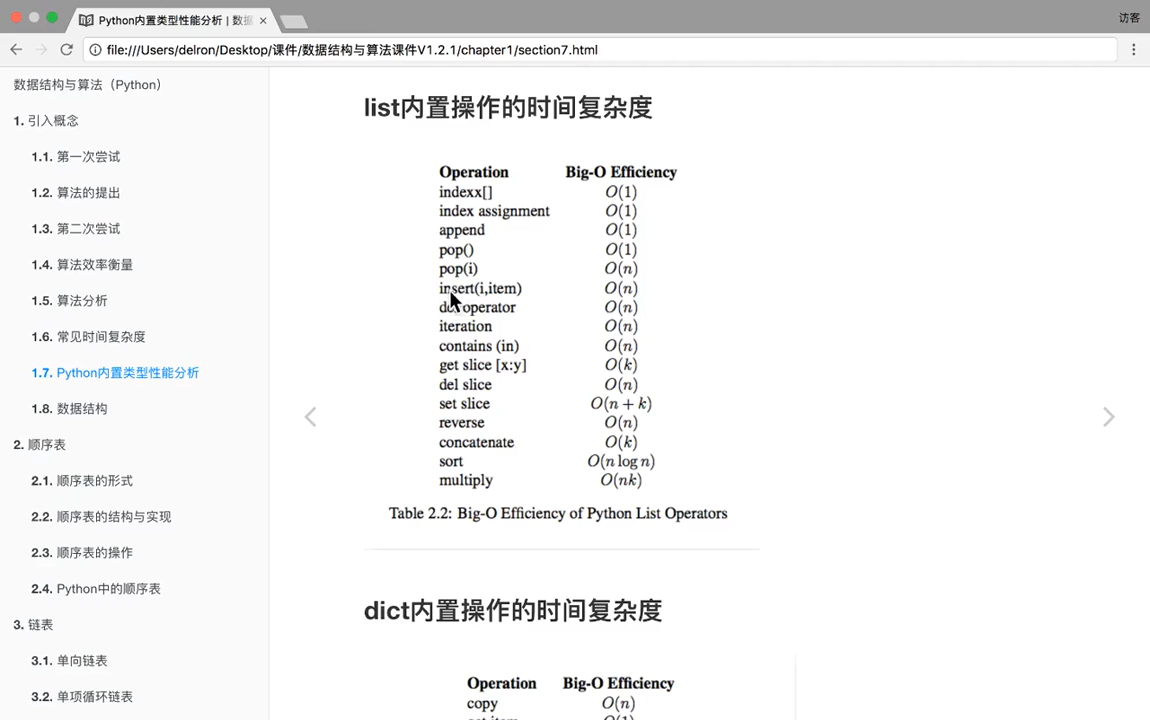 Python内置类型性能分析 | 数据
访客
file:///Users/delron/Desktop/课件/数据结构与算法课件V1.2.1/chapter1/section7.html
数据结构与算法（Python）
1. 引入概念
1.1. 第一次尝试
1.2. 算法的提出
1.3. 第二次尝试
1.4. 算法效率衡量
1.5. 算法分析
1.6. 常见时间复杂度
1.7. Python内置类型性能分析
1.8. 数据结构
2. 顺序表
2.1. 顺序表的形式
2.2. 顺序表的结构与实现
2.3. 顺序表的操作
2.4. Python中的顺序表
3. 链表
3.1. 单向链表
3.2. 单项循环链表
list内置操作的时间复杂度
Operation Big-O Efficiency
indexx[] O(1)
index assignment O(1)
append O(1)
pop() O(1)
pop(i) O(n)
insert(i,item) O(n)
del operator O(n)
iteration O(n)
contains (in) O(n)
get slice [x:y] O(k)
del slice O(n)
set slice O(n + k)
reverse O(n)
concatenate O(k)
sort O(n log n)
multiply O(nk)
Table 2.2: Big-O Efficiency of Python List Operators
dict内置操作的时间复杂度
Operation Big-O Efficiency
copy O(n)